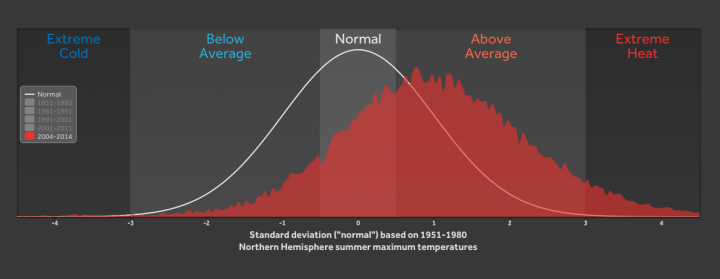 Extreme
Cold
Below
Average
Normal
Above
Average
Extreme
Heat
Normal
1951-1980
1981-1991
1991-2001
2001-2011
2004-2014
-4
-3
-2
-1
0
1
2
3
4
Standard deviation ("normal") based on 1951-1980
Northern Hemisphere summer maximum temperatures